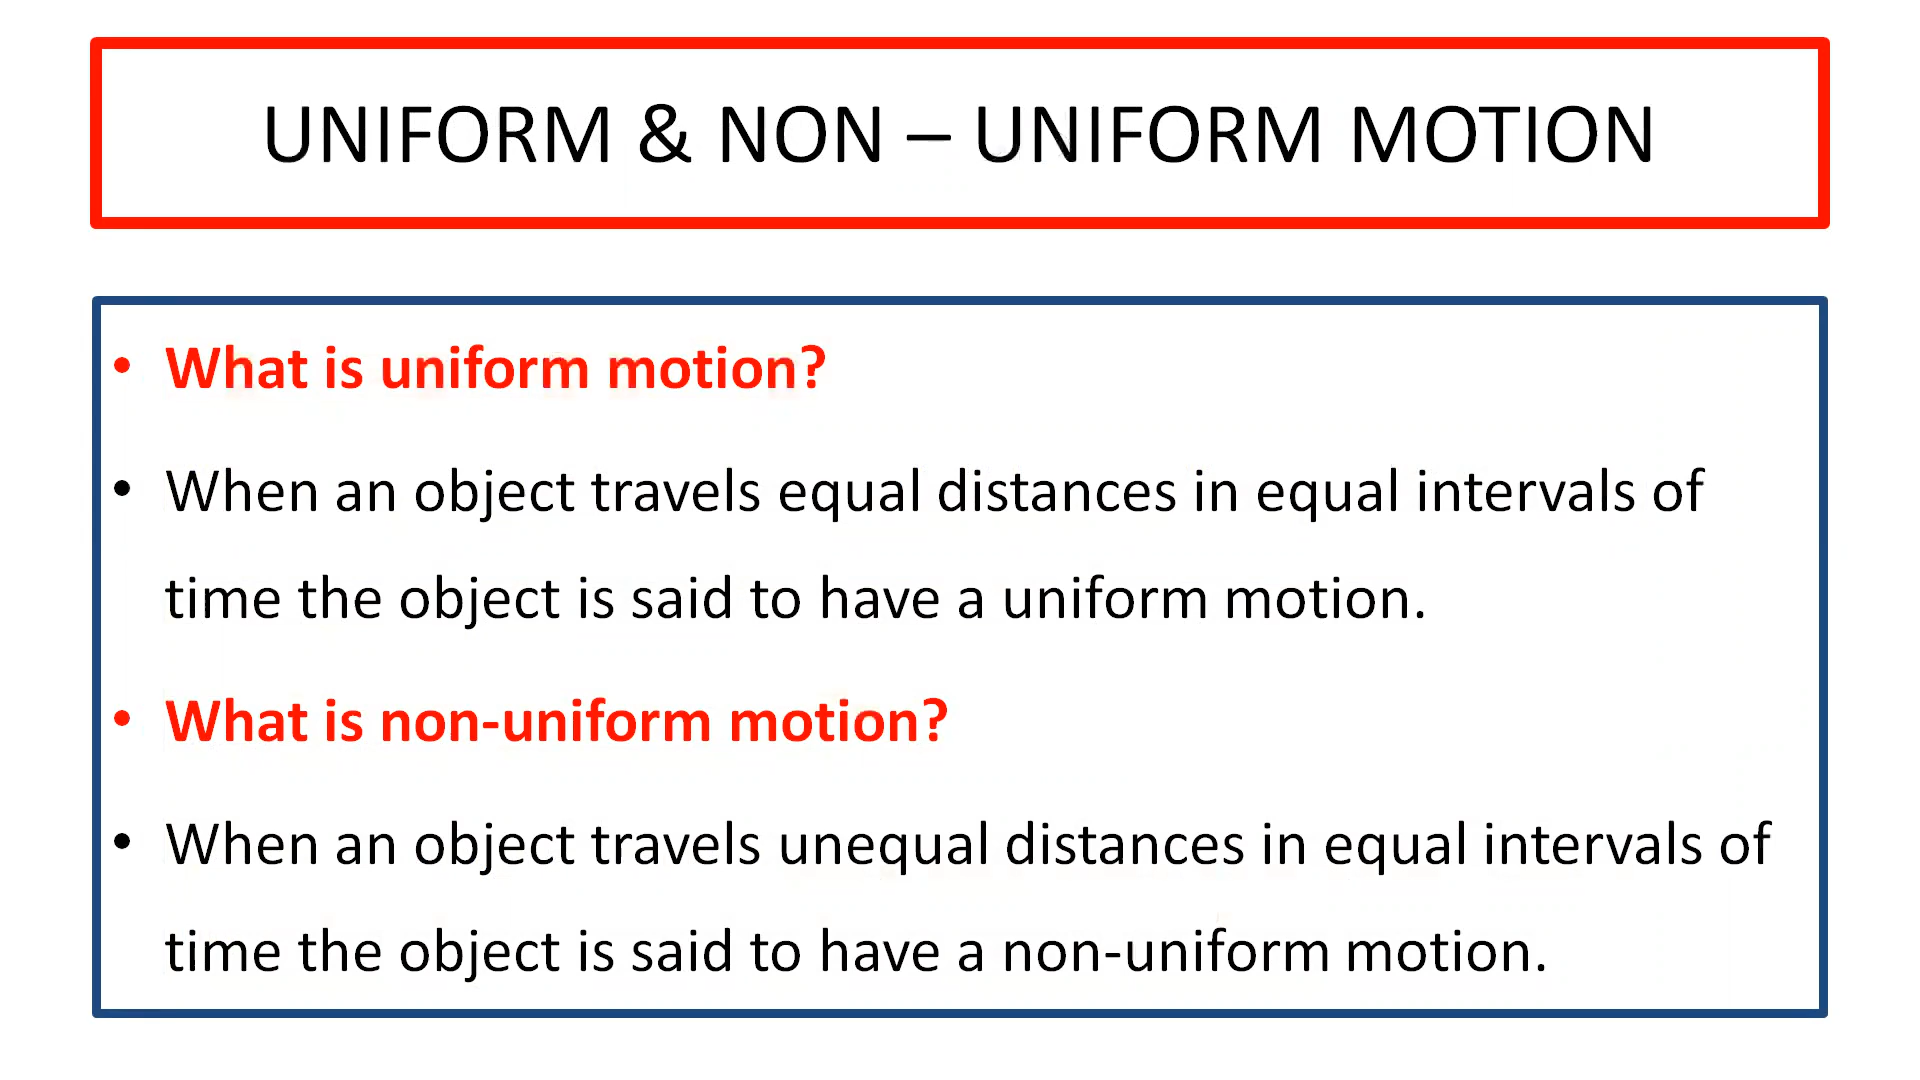 UNIFORM & NON – UNIFORM MOTION
• What is uniform motion?
• When an object travels equal distances in equal intervals of
time the object is said to have a uniform motion.
• What is non-uniform motion?
• When an object travels unequal distances in equal intervals of
time the object is said to have a non-uniform motion.